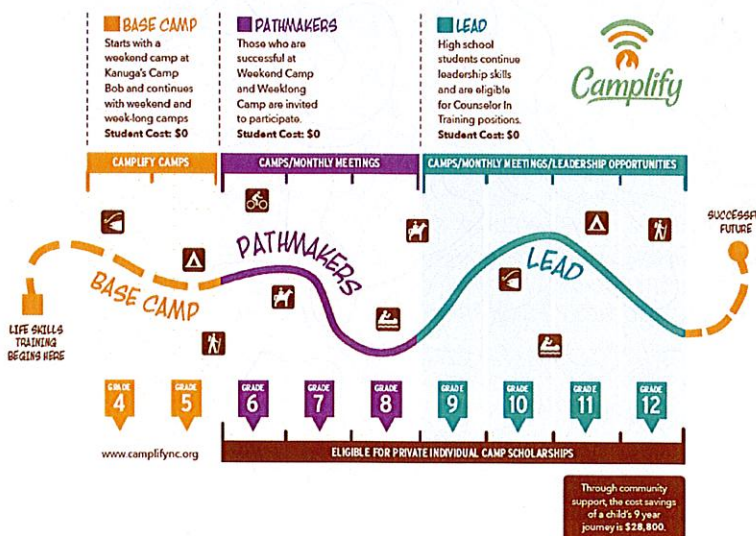 BASE CAMP
Starts with a
weekend camp at
Kanuga's Camp
Bob and continues
with weekend and
week-long camps
Student Cost: $0
PATHMAKERS
Those who are
successful at
Weekend Camp
and Weeklong
Camp are invited
to participate.
Student Cost: $0
LEAD
High school
students continue
leadership skills
and are eligible
for Counselor In
Training positions.
Student Cost: $0
Camplify
CAMPLIFY CAMPS
CAMPS/MONTHLY MEETINGS
CAMPS/MONTHLY MEETINGS/LEADERSHIP OPPORTUNITIES
LIFE SKILLS
TRAINING
BEGINS HERE
BASE CAMP
PATHMAKERS
LEAD
SUCCESSFUL
FUTURE
GRADE
4
GRADE
5
GRADE
6
GRADE
7
GRADE
8
GRADE
9
GRADE
10
GRADE
11
GRADE
12
www.camplifync.org
ELIGIBLE FOR PRIVATE INDIVIDUAL CAMP SCHOLARSHIPS
Through community
support, the cost savings
of a child's 9 year
journey is $28,800.